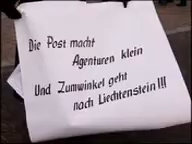 Die Post macht
Agenturen klein
Und Zumwinkel geht
nach Liechtenstein!!!